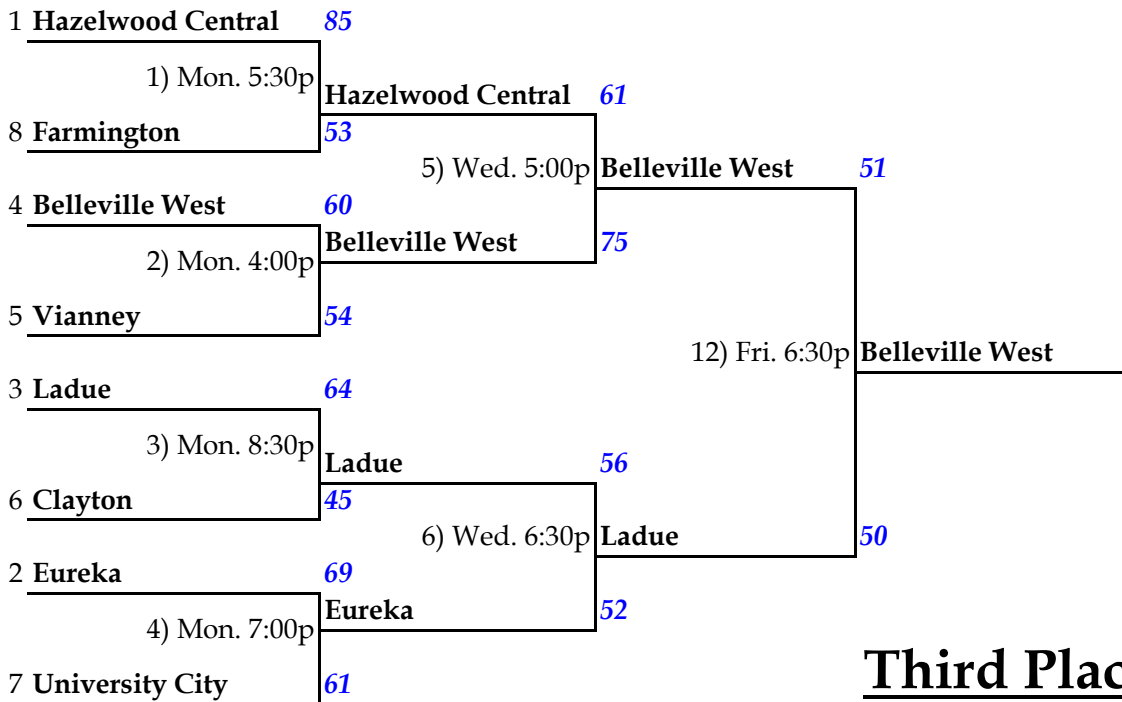 1 Hazelwood Central 85
1) Mon. 5:30p
Hazelwood Central 61
8 Farmington 53
5) Wed. 5:00p Belleville West 51
4 Belleville West 60
Belleville West 75
2) Mon. 4:00p
5 Vianney 54
12) Fri. 6:30p Belleville West
3 Ladue 64
3) Mon. 8:30p
Ladue 56
6 Clayton 45
6) Wed. 6:30p Ladue 50
2 Eureka 69
Eureka 52
4) Mon. 7:00p
7 University City 61
Third Plac